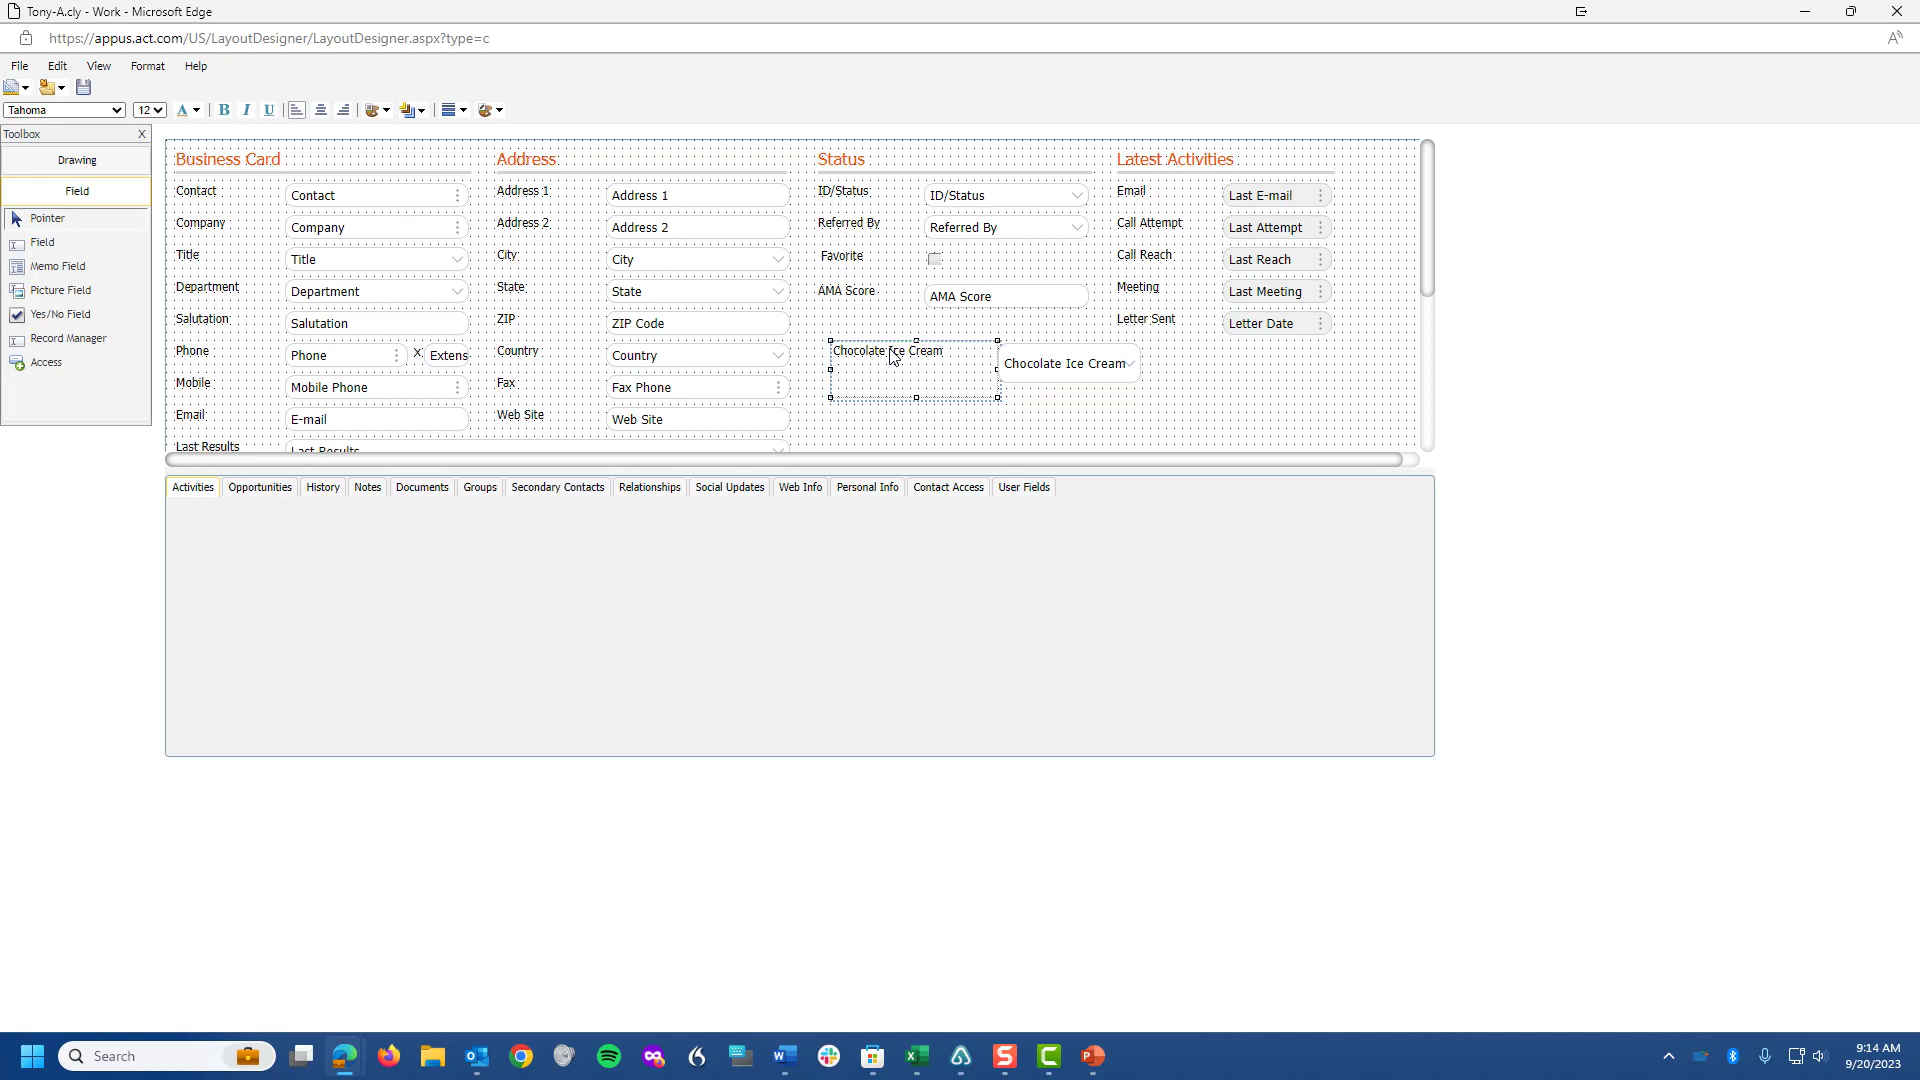 Tony-A.cly - Work - Microsoft Edge
https://appus.act.com/US/LayoutDesigner/LayoutDesigner.aspx?type=c
File Edit View Format Help
Tahoma 12 A B I U
Toolbox X
Drawing
Field
Pointer
Field
Memo Field
Picture Field
Yes/No Field
Record Manager
Access
Business Card
Contact Contact
Company Company
Title Title
Department Department
Salutation Salutation
Phone Phone X Extens
Mobile Mobile Phone
Email E-mail
Last Results Last Results
Address
Address 1 Address 1
Address 2 Address 2
City City
State State
ZIP ZIP Code
Country Country
Fax Fax Phone
Web Site Web Site
Status
ID/Status ID/Status
Referred By Referred By
Favorite
AMA Score AMA Score
Chocolate Ice Cream Chocolate Ice Cream
Latest Activities
Email Last E-mail
Call Attempt Last Attempt
Call Reach Last Reach
Meeting Last Meeting
Letter Sent Letter Date
Activities Opportunities History Notes Documents Groups Secondary Contacts Relationships Social Updates Web Info Personal Info Contact Access User Fields
Search
9:14 AM
9/20/2023